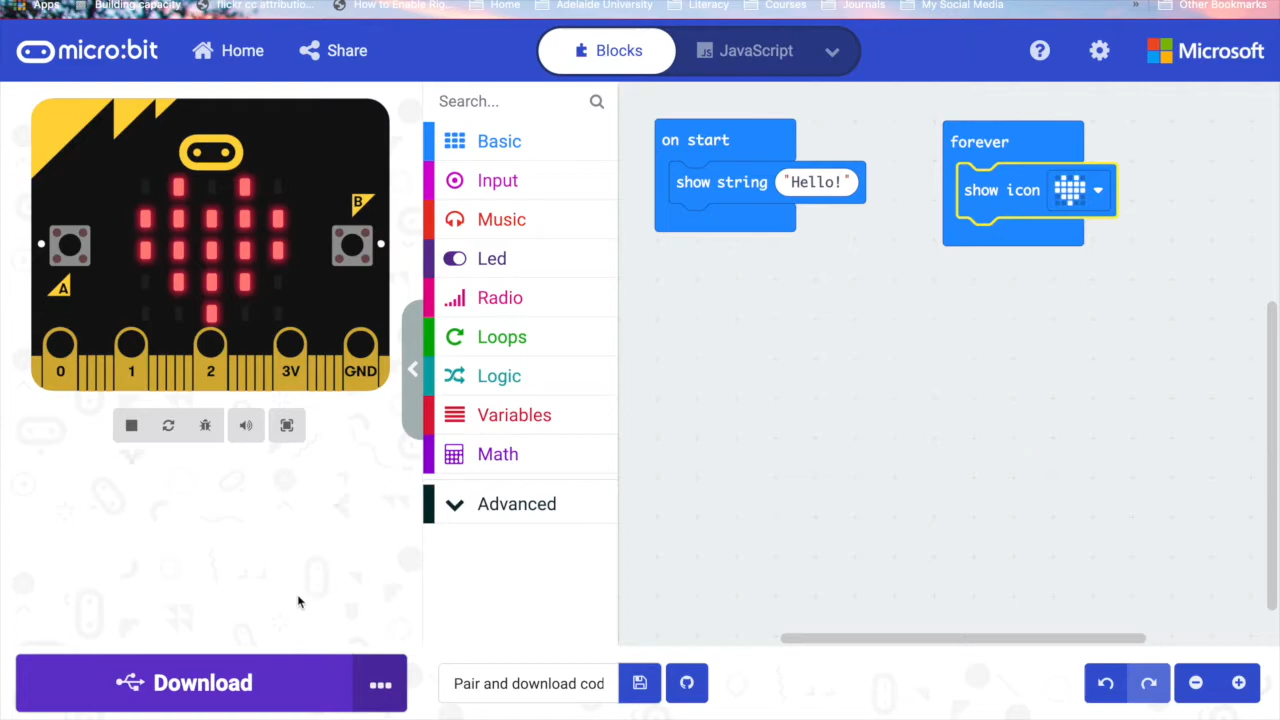 Apps Building capacity flickr cc attributio... How to Enable Rig... Home Adelaide University Literacy Courses Journals My Social Media » Other Bookmarks
micro:bit Home Share Blocks JS JavaScript ? Microsoft
Search...
Basic
Input
Music
Led
Radio
Loops
Logic
Variables
Math
Advanced
on start
show string "Hello!"
forever
show icon
A
B
0 1 2 3V GND
Download
Pair and download cod